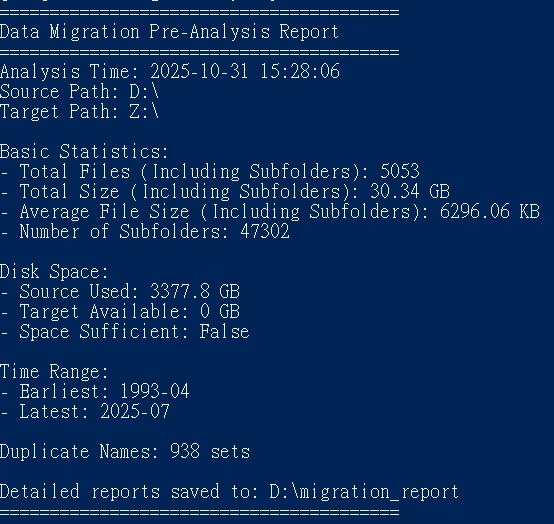 ========================================
Data Migration Pre-Analysis Report
========================================
Analysis Time: 2025-10-31 15:28:06
Source Path: D:\
Target Path: Z:\
Basic Statistics:
- Total Files (Including Subfolders): 5053
- Total Size (Including Subfolders): 30.34 GB
- Average File Size (Including Subfolders): 6296.06 KB
- Number of Subfolders: 47302
Disk Space:
- Source Used: 3377.8 GB
- Target Available: 0 GB
- Space Sufficient: False
Time Range:
- Earliest: 1993-04
- Latest: 2025-07
Duplicate Names: 938 sets
Detailed reports saved to: D:\migration_report
========================================